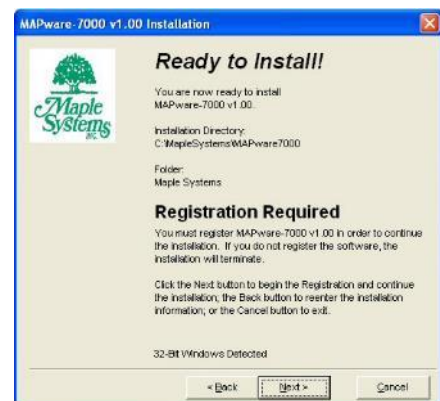 MAPware-7000 v1.00 Installation
Maple
Systems
INC.
Ready to Install!
You are now ready to install
MAPware-7000 v1.00.
Installation Directory:
C:\MapleSystems\MAPware7000
Folder:
Maple Systems
Registration Required
You must register MAPware-7000 v1.00 in order to continue
the installation. If you do not register the software, the
installation will terminate.
Click the Next button to begin the Registration and continue
the installation; the Back button to reenter the installation
information; or the Cancel button to exit.
32-Bit Windows Detected
< Back
Next >
Cancel